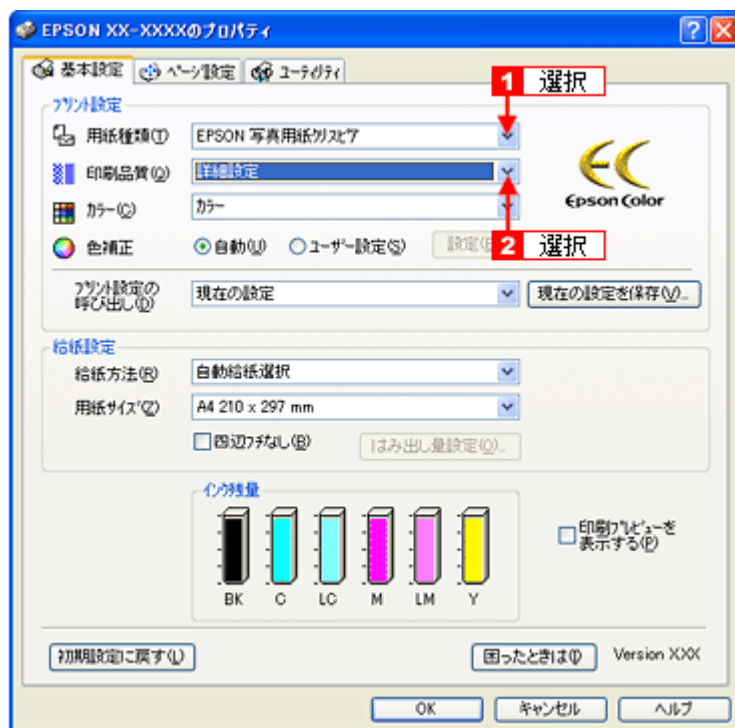 EPSON XX-XXXXのプロパティ
基本設定 ページ設定 ユーティリティ
1 選択
プリント設定
用紙種類(T) EPSON 写真用紙クリスピア
印刷品質(Q) 詳細設定
Epson Color
カラー(C) カラー
色補正 自動(U) ユーザー設定(S) 設定(E)
2 選択
プリント設定の
呼び出し(D) 現在の設定 現在の設定を保存(V)...
給紙設定
給紙方法(R) 自動給紙選択
用紙サイズ(Z) A4 210 x 297 mm
四辺フチなし(B) はみ出し量設定(O)...
インク残量
印刷プレビューを
表示する(P)
BK C LC M LM Y
初期設定に戻す(L) 困ったときは(I) Version X.XX
OK キャンセル ヘルプ